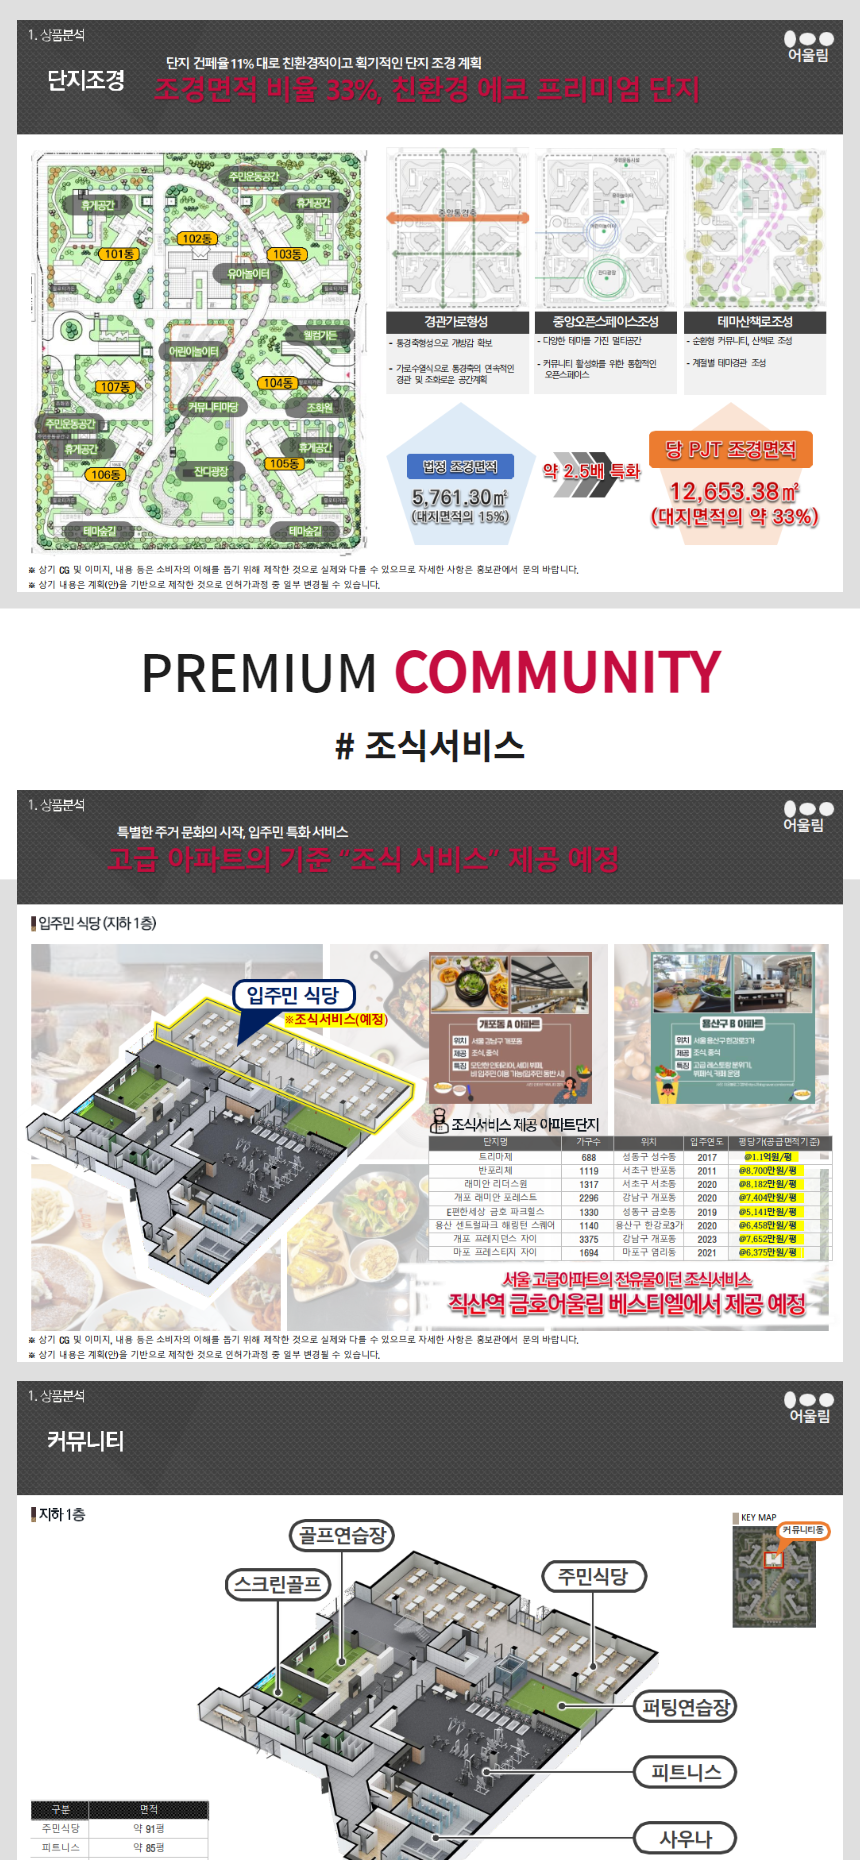 1. 상품분석
어울림
단지조경
단지 건폐율 11% 대로 친환경적이고 획기적인 단지 조경 계획
조경면적 비율 33%, 친환경 에코 프리미엄 단지
주민운동공간
휴게공간
휴게공간
101동
102동
103동
유아놀이터
웰컴가든
어린이놀이터
107동
104동
커뮤니티마당
조화원
주민운동공간
휴게공간
휴게공간
106동
잔디광장
105동
테마숲길
테마숲길
중앙통경축
경관가로형성
- 통경축형성으로 개방감 확보
- 가로수열식으로 통경축의 연속적인
경관 및 조화로운 공간계획
중앙오픈스페이스조성
- 다양한 테마를 가진 멀티공간
- 커뮤니티 활성화를 위한 통합적인
오픈스페이스
테마산책로조성
- 순환형 커뮤니티, 산책로 조성
- 계절별 테마경관 조성
법정 조경면적
5,761.30㎡
(대지면적의 15%)
약 2.5배 특화
당 PJT 조경면적
12,653.38㎡
(대지면적의 약 33%)
※ 상기 CG 및 이미지, 내용 등은 소비자의 이해를 돕기 위해 제작한 것으로 실제와 다를 수 있으므로 자세한 사항은 홍보관에서 문의 바랍니다.
※ 상기 내용은 계획(안)을 기반으로 제작한 것으로 인허가과정 중 일부 변경될 수 있습니다.
PREMIUM COMMUNITY
# 조식서비스
1. 상품분석
어울림
특별한 주거 문화의 시작, 입주민 특화 서비스
고급 아파트의 기준 "조식 서비스" 제공 예정
입주민 식당 (지하 1층)
입주민 식당
※조식서비스(예정)
개포동 A 아파트
위치 서울 강남구 개포동
제공 조식, 중식
특징 모던한 인테리어, 세미 뷔페,
용산구 B 아파트
위치 서울 용산구 한강로3가
제공 조식, 중식
특징 고급 레스토랑 분위기,
뷔페식, 카페 운영
조식서비스 제공 아파트단지
단지명 가구수 위치 입주연도 평당가(공급면적기준)
트리마제 688 성동구 성수동 2017 @1.1억원/평
반포리체 1119 서초구 반포동 2011 @8,700만원/평
래미안 리더스원 1317 서초구 서초동 2020 @8,182만원/평
개포 래미안 포레스트 2296 강남구 개포동 2020 @7,404만원/평
E편한세상 금호 파크힐스 1330 성동구 금호동 2019 @5,141만원/평
용산 센트럴파크 해링턴 스퀘어 1140 용산구 한강로3가 2020 @6,458만원/평
개포 프레지던스 자이 3375 강남구 개포동 2023 @7,652만원/평
마포 프레스티지 자이 1694 마포구 염리동 2021 @6,375만원/평
서울 고급아파트의 전유물이던 조식서비스
직산역 금호어울림 베스티엘에서 제공 예정
※ 상기 CG 및 이미지, 내용 등은 소비자의 이해를 돕기 위해 제작한 것으로 실제와 다를 수 있으므로 자세한 사항은 홍보관에서 문의 바랍니다.
※ 상기 내용은 계획(안)을 기반으로 제작한 것으로 인허가과정 중 일부 변경될 수 있습니다.
1. 상품분석
어울림
커뮤니티
지하 1층
KEY MAP
커뮤니티동
골프연습장
스크린골프
주민식당
퍼팅연습장
피트니스
사우나
구분 면적
주민식당 약 91평
피트니스 약 85평